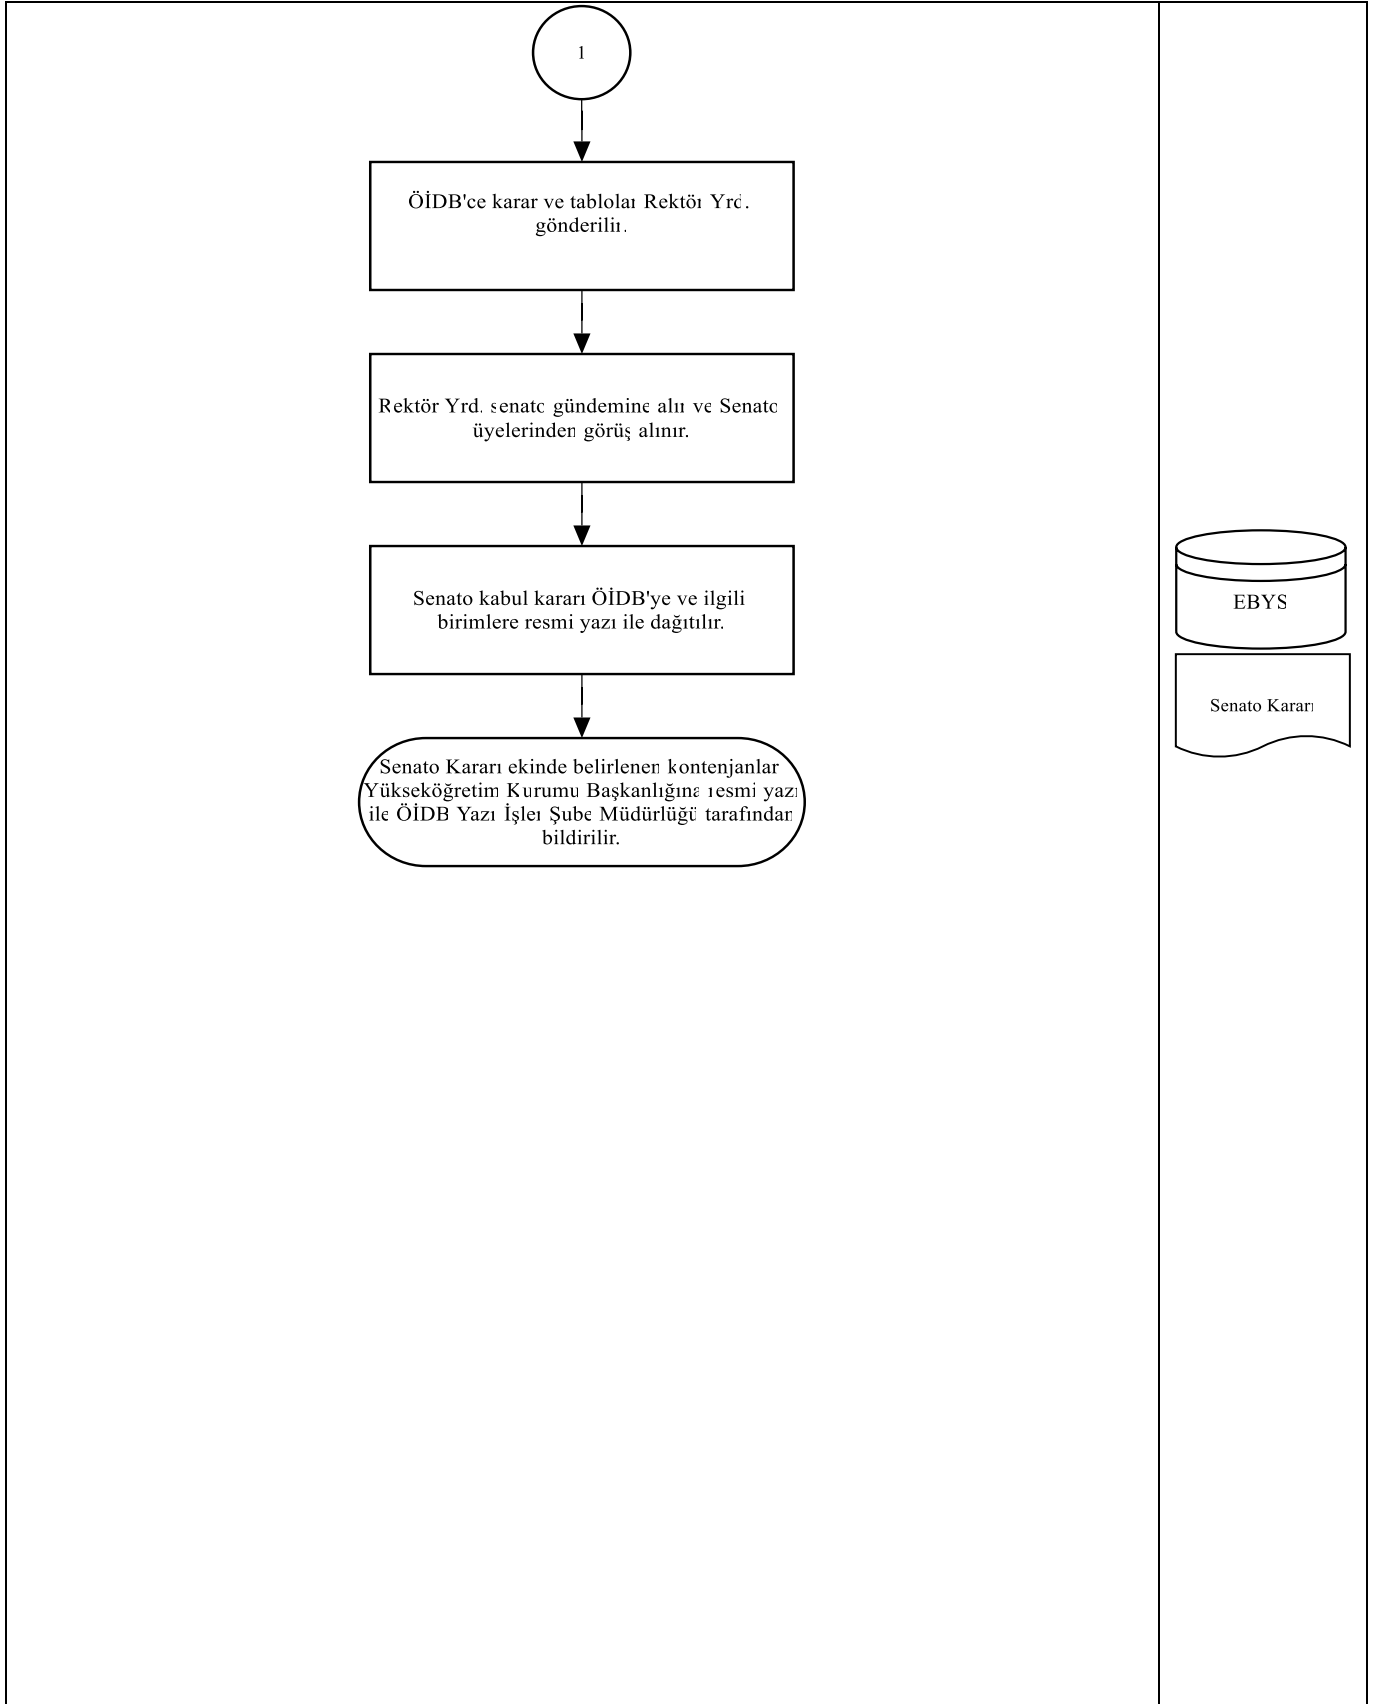 1
ÖİDB'ce karar ve tablolar Rektör Yrd.
gönderilir.
Rektör Yrd. senato gündemine alır ve Senato
üyelerinden görüş alınır.
Senato kabul kararı ÖİDB'ye ve ilgili
birimlere resmi yazı ile dağıtılır.
EBYS
Senato Kararı
Senato Kararı ekinde belirlenen kontenjanlar
Yükseköğretim Kurumu Başkanlığına resmi yazı
ile ÖİDB Yazı İşler Şube Müdürlüğü tarafından
bildirilir.